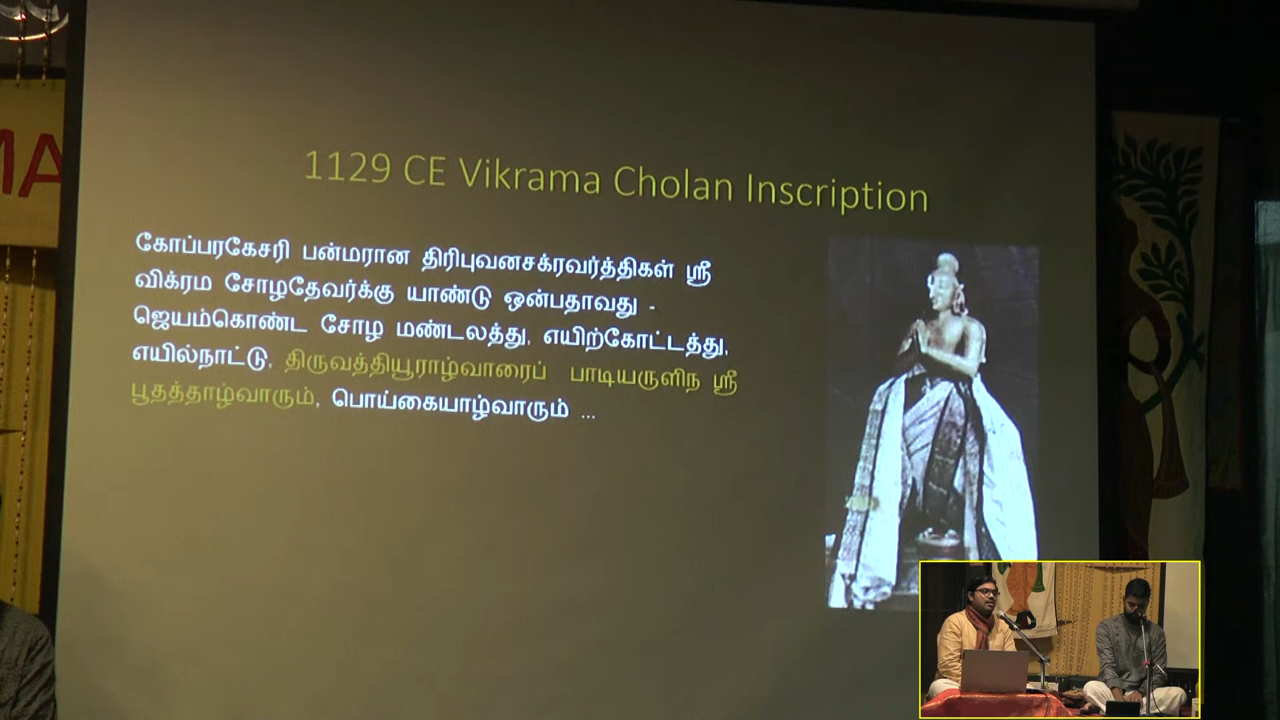 MA
1129 CE Vikrama Cholan Inscription
கோப்பரகேசரி பன்மரான திரிபுவனசக்ரவர்த்திகள் ஸ்ரீ
விக்ரம சோழதேவர்க்கு யாண்டு ஒன்பதாவது -
ஜெயம்கொண்ட சோழ மண்டலத்து, எயிற்கோட்டத்து,
எயில்நாட்டு, திருவத்தியூராழ்வாரைப் பாடியருளிந ஸ்ரீ
பூதத்தாழ்வாரும், பொய்கையாழ்வாரும் ...